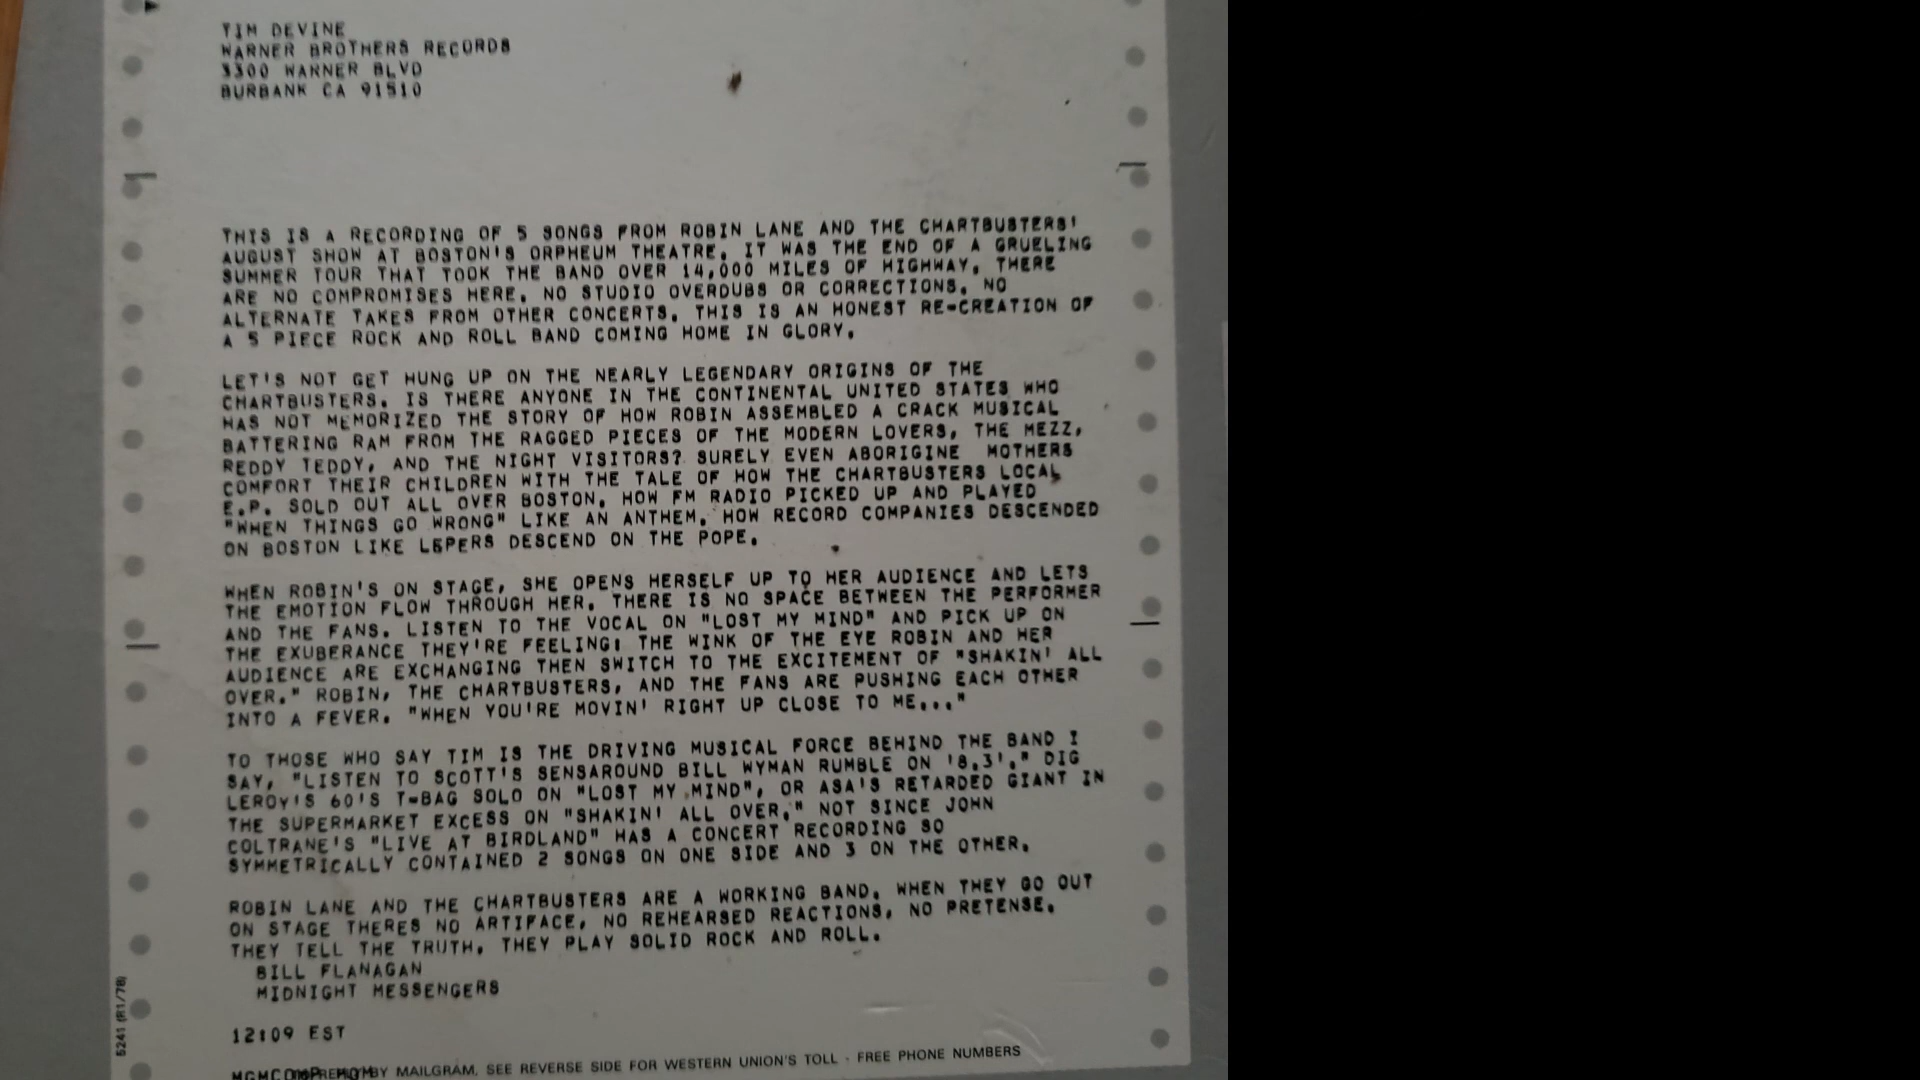 TIM DEVINE
WARNER BROTHERS RECORDS
3300 WARNER BLVD
BURBANK CA 91510
THIS IS A RECORDING OF 5 SONGS FROM ROBIN LANE AND THE CHARTBUSTERS'
AUGUST SHOW AT BOSTON'S ORPHEUM THEATRE. IT WAS THE END OF A GRUELING
SUMMER TOUR THAT TOOK THE BAND OVER 14,000 MILES OF HIGHWAY. THERE
ARE NO COMPROMISES HERE. NO STUDIO OVERDUBS OR CORRECTIONS. NO
ALTERNATE TAKES FROM OTHER CONCERTS. THIS IS AN HONEST RE-CREATION OF
A 5 PIECE ROCK AND ROLL BAND COMING HOME IN GLORY.
LET'S NOT GET HUNG UP ON THE NEARLY LEGENDARY ORIGINS OF THE
CHARTBUSTERS. IS THERE ANYONE IN THE CONTINENTAL UNITED STATES WHO
HAS NOT MEMORIZED THE STORY OF HOW ROBIN ASSEMBLED A CRACK MUSICAL
BATTERING RAM FROM THE RAGGED PIECES OF THE MODERN LOVERS, THE MEZZ,
REDDY TEDDY, AND THE NIGHT VISITORS? SURELY EVEN ABORIGINE MOTHERS
COMFORT THEIR CHILDREN WITH THE TALE OF HOW THE CHARTBUSTERS LOCAL
E.P. SOLD OUT ALL OVER BOSTON. HOW FM RADIO PICKED UP AND PLAYED
"WHEN THINGS GO WRONG" LIKE AN ANTHEM. HOW RECORD COMPANIES DESCENDED
ON BOSTON LIKE LEPERS DESCEND ON THE POPE.
WHEN ROBIN'S ON STAGE, SHE OPENS HERSELF UP TO HER AUDIENCE AND LETS
THE EMOTION FLOW THROUGH HER. THERE IS NO SPACE BETWEEN THE PERFORMER
AND THE FANS. LISTEN TO THE VOCAL ON "LOST MY MIND" AND PICK UP ON
THE EXUBERANCE THEY'RE FEELING: THE WINK OF THE EYE ROBIN AND HER
AUDIENCE ARE EXCHANGING THEN SWITCH TO THE EXCITEMENT OF "SHAKIN' ALL
OVER." ROBIN, THE CHARTBUSTERS, AND THE FANS ARE PUSHING EACH OTHER
INTO A FEVER. "WHEN YOU'RE MOVIN' RIGHT UP CLOSE TO ME..."
TO THOSE WHO SAY TIM IS THE DRIVING MUSICAL FORCE BEHIND THE BAND I
SAY, "LISTEN TO SCOTT'S SENSAROUND BILL WYMAN RUMBLE ON '8.3'." DIG
LEROY'S 60'S T-BAG SOLO ON "LOST MY MIND", OR ASA'S RETARDED GIANT IN
THE SUPERMARKET EXCESS ON "SHAKIN' ALL OVER." NOT SINCE JOHN
COLTRANE'S "LIVE AT BIRDLAND" HAS A CONCERT RECORDING SO
SYMMETRICALLY CONTAINED 2 SONGS ON ONE SIDE AND 3 ON THE OTHER.
ROBIN LANE AND THE CHARTBUSTERS ARE A WORKING BAND. WHEN THEY GO OUT
ON STAGE THERES NO ARTIFACE, NO REHEARSED REACTIONS, NO PRETENSE.
THEY TELL THE TRUTH. THEY PLAY SOLID ROCK AND ROLL.
BILL FLANAGAN
MIDNIGHT MESSENGERS
12:09 EST
BY MAILGRAM, SEE REVERSE SIDE FOR WESTERN UNION'S TOLL - FREE PHONE NUMBERS
5241 (R1/78)